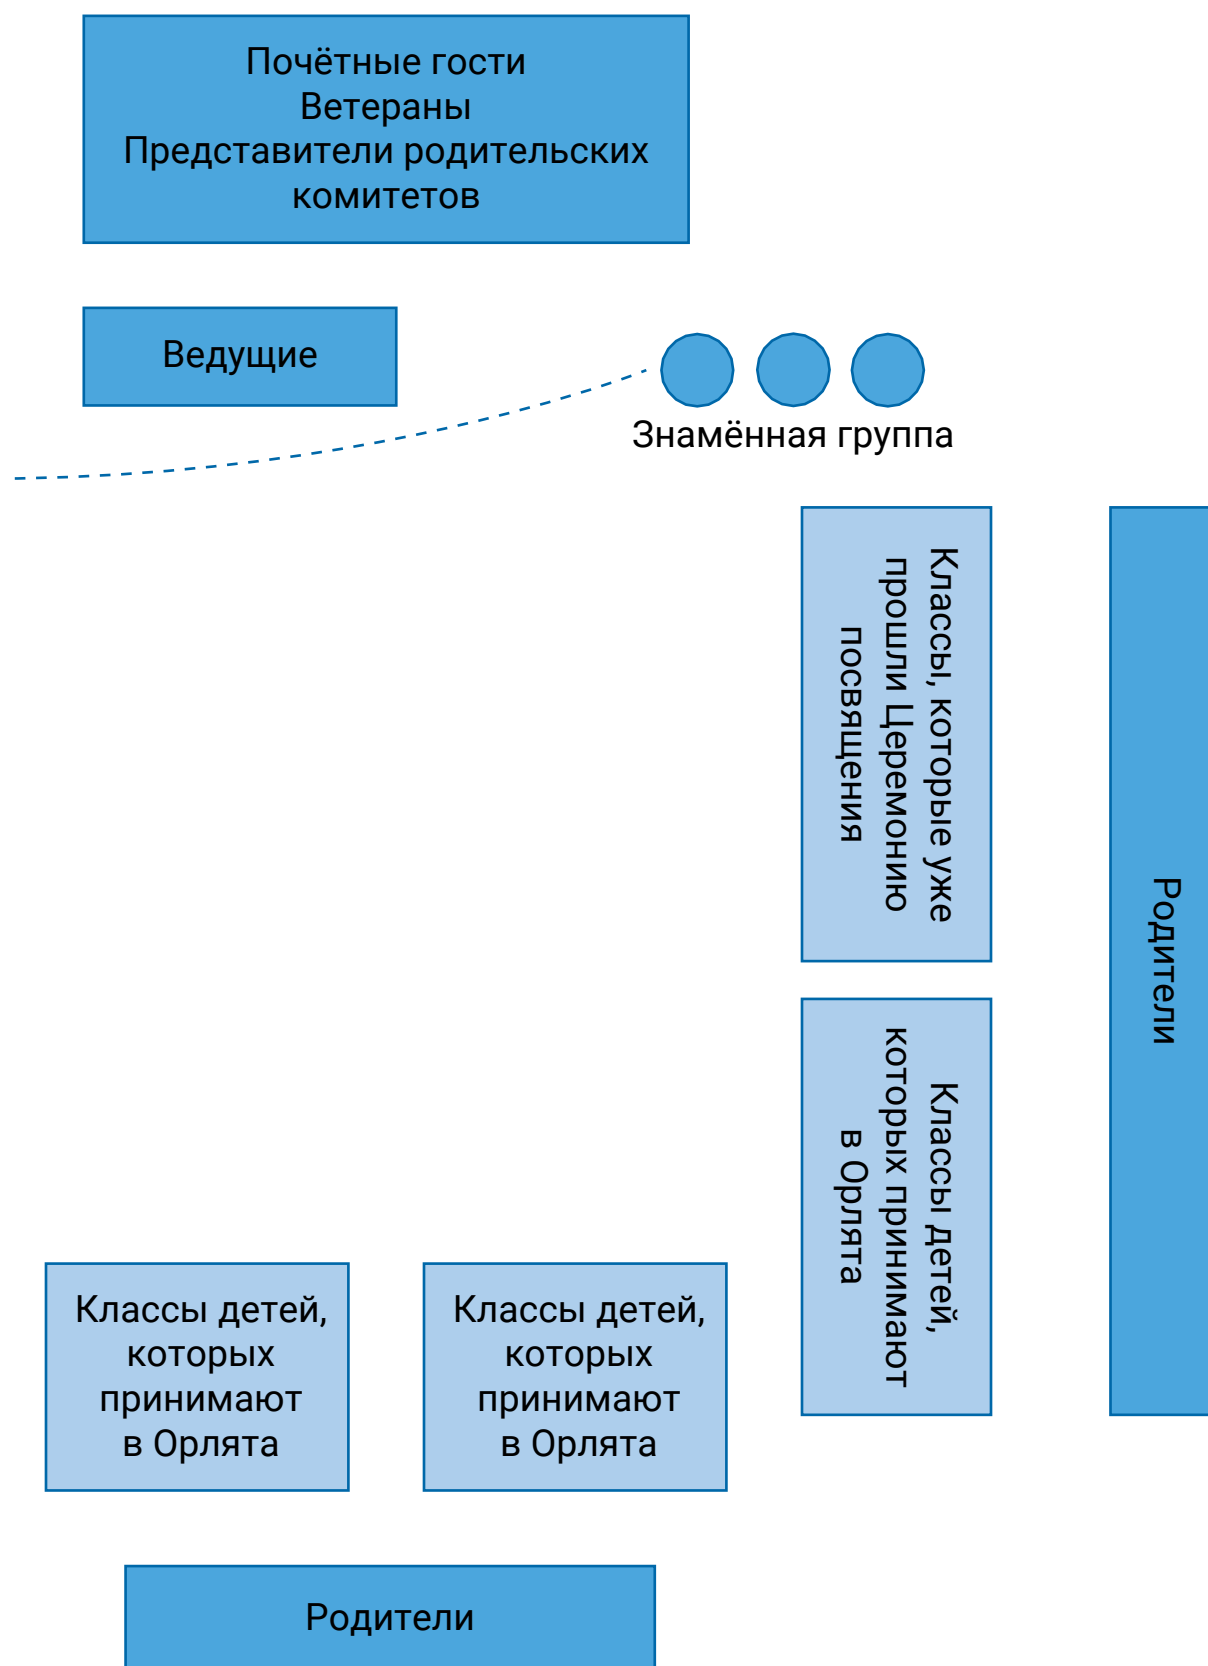 Почётные гости
Ветераны
Представители родительских
комитетов
Ведущие
Знамённая группа
Классы, которые уже
прошли Церемонию
посвящения
Родители
Классы детей,
которых принимают
в Орлята
Классы детей,
которых
принимают
в Орлята
Классы детей,
которых
принимают
в Орлята
Родители